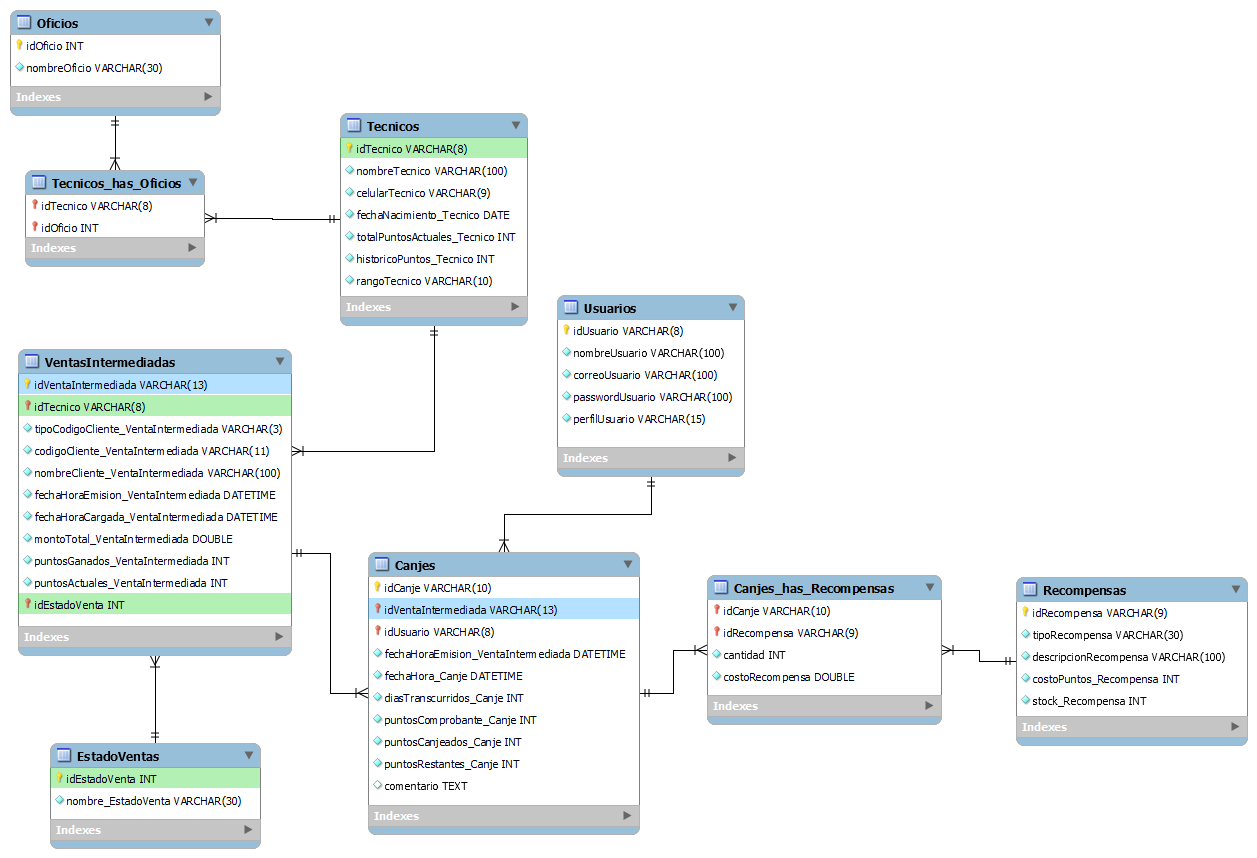 Oficios
idOficio INT
nombreOficio VARCHAR(30)
Indexes
Tecnicos_has_Oficios
idTecnico VARCHAR(8)
idOficio INT
Indexes
Tecnicos
idTecnico VARCHAR(8)
nombreTecnico VARCHAR(100)
celularTecnico VARCHAR(9)
fechaNacimiento_Tecnico DATE
totalPuntosActuales_Tecnico INT
historicoPuntos_Tecnico INT
rangoTecnico VARCHAR(10)
Indexes
Usuarios
idUsuario VARCHAR(8)
nombreUsuario VARCHAR(100)
correoUsuario VARCHAR(100)
passwordUsuario VARCHAR(100)
perfilUsuario VARCHAR(15)
Indexes
VentasIntermediadas
idVentaIntermediada VARCHAR(13)
idTecnico VARCHAR(8)
tipoCodigoCliente_VentaIntermediada VARCHAR(3)
codigoCliente_VentaIntermediada VARCHAR(11)
nombreCliente_VentaIntermediada VARCHAR(100)
fechaHoraEmision_VentaIntermediada DATETIME
fechaHoraCargada_VentaIntermediada DATETIME
montoTotal_VentaIntermediada DOUBLE
puntosGanados_VentaIntermediada INT
puntosActuales_VentaIntermediada INT
idEstadoVenta INT
Indexes
Canjes
idCanje VARCHAR(10)
idVentaIntermediada VARCHAR(13)
idUsuario VARCHAR(8)
fechaHoraEmision_VentaIntermediada DATETIME
fechaHora_Canje DATETIME
diasTranscurridos_Canje INT
puntosComprobante_Canje INT
puntosCanjeados_Canje INT
puntosRestantes_Canje INT
comentario TEXT
Indexes
Canjes_has_Recompensas
idCanje VARCHAR(10)
idRecompensa VARCHAR(9)
cantidad INT
costoRecompensa DOUBLE
Indexes
Recompensas
idRecompensa VARCHAR(9)
tipoRecompensa VARCHAR(30)
descripcionRecompensa VARCHAR(100)
costoPuntos_Recompensa INT
stock_Recompensa INT
Indexes
EstadoVentas
idEstadoVenta INT
nombre_EstadoVenta VARCHAR(30)
Indexes